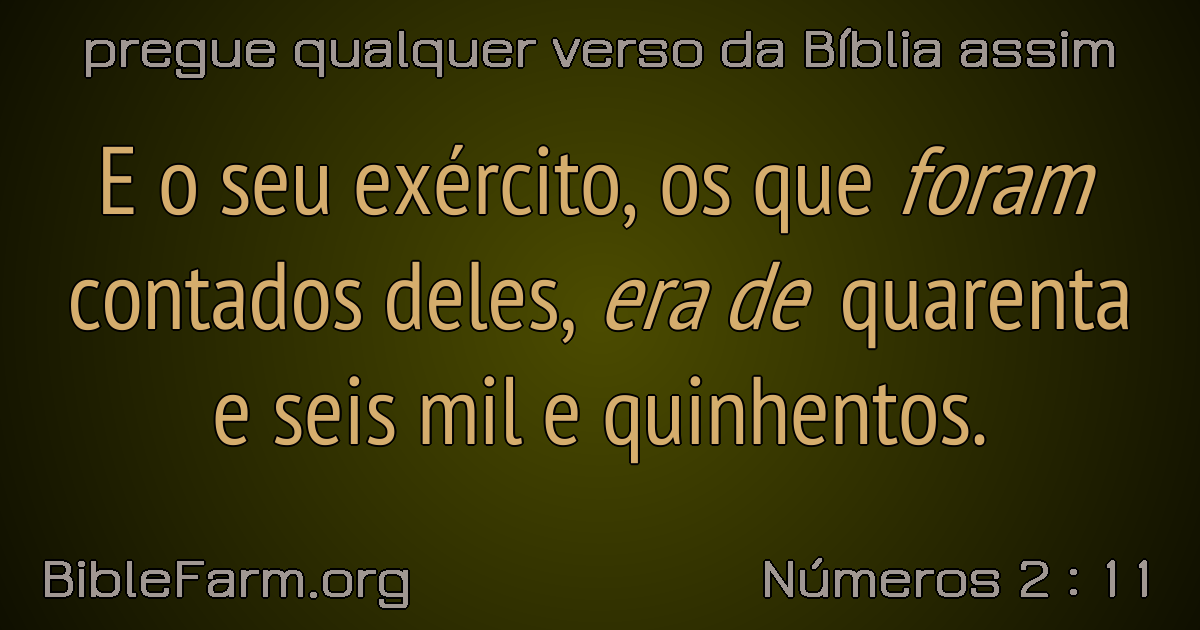 pregue qualquer verso da Bíblia assim
E o seu exército, os que foram
contados deles, era de quarenta
e seis mil e quinhentos.
BibleFarm.org
Números 2 : 11